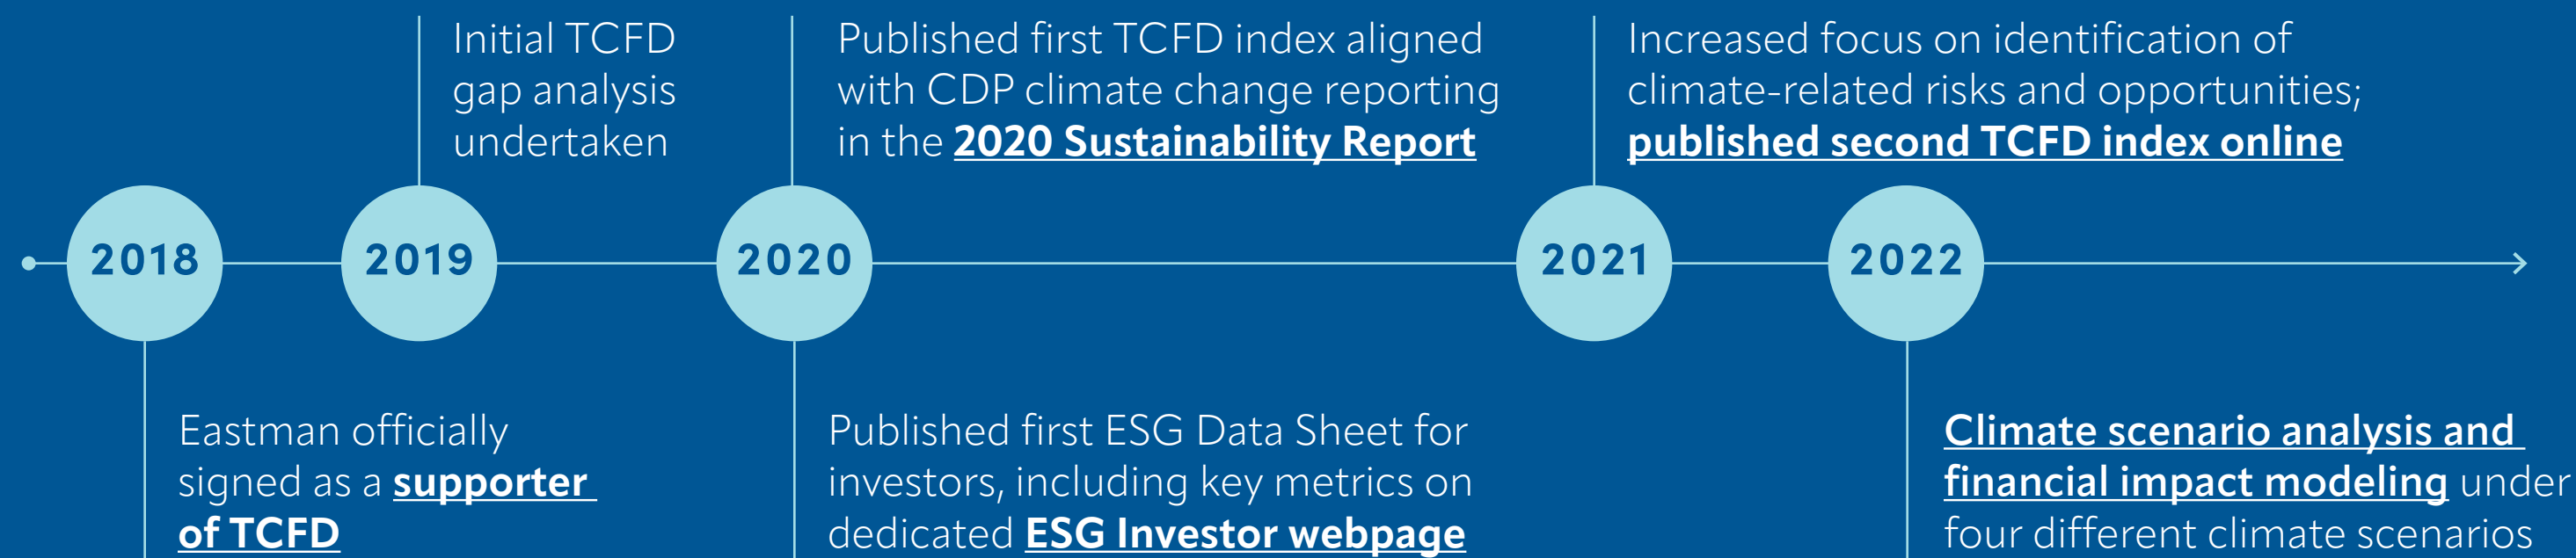 Initial TCFD
gap analysis
undertaken
Published first TCFD index aligned
with CDP climate change reporting
in the 2020 Sustainability Report
Increased focus on identification of
climate-related risks and opportunities;
published second TCFD index online
2018
2019
2020
2021
2022
Eastman officially
signed as a supporter
of TCFD
Published first ESG Data Sheet for
investors, including key metrics on
dedicated ESG Investor webpage
Climate scenario analysis and
financial impact modeling under
four different climate scenarios